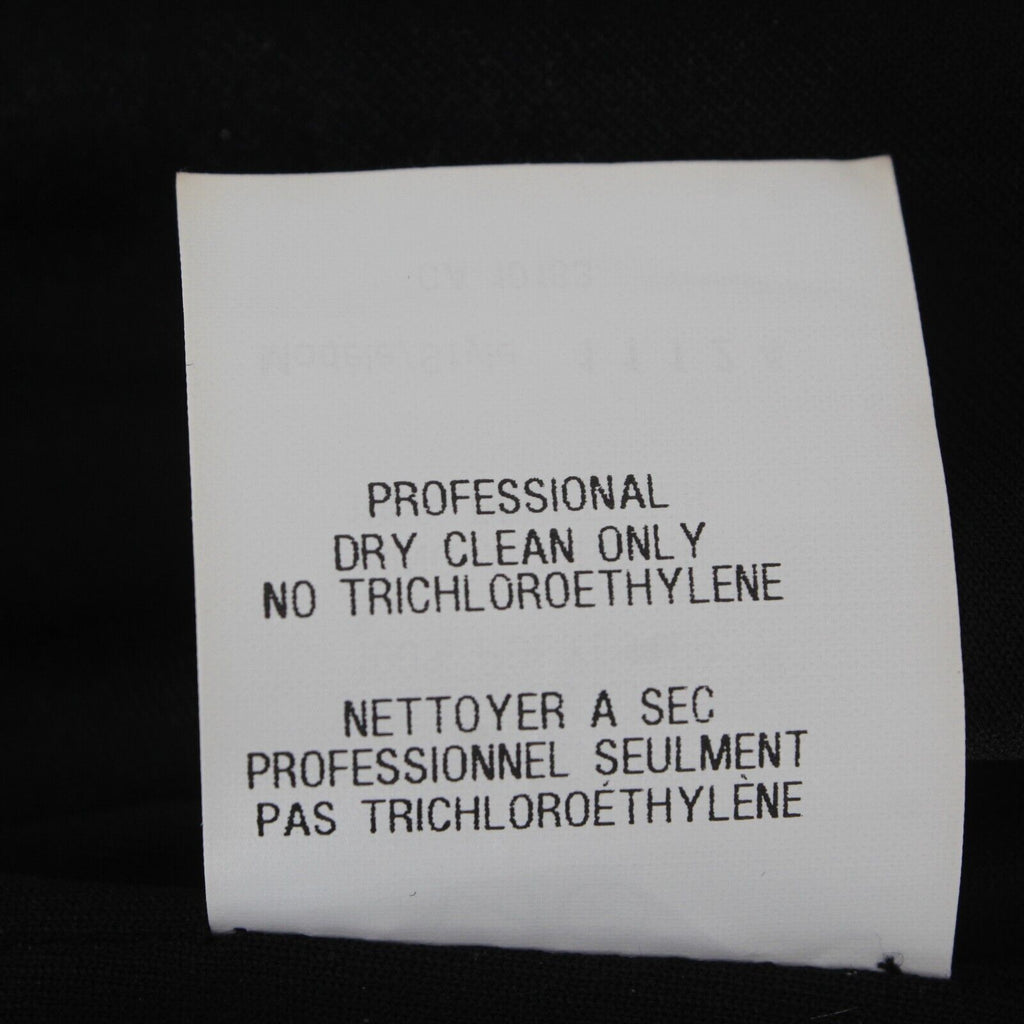 PROFESSIONAL
DRY CLEAN ONLY
NO TRICHLOROETHYLENE
NETTOYER A SEC
PROFESSIONNEL SEULMENT
PAS TRICHLOROÉTHYLÈNE